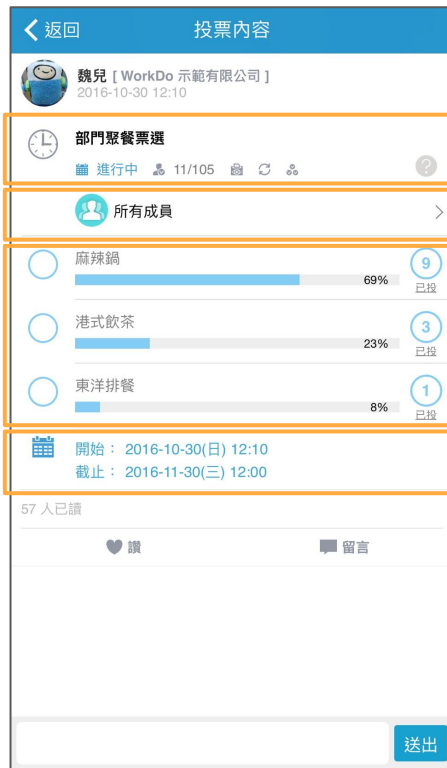 返回 投票內容
魏兒 [ WorkDo 示範有限公司 ]
2016-10-30 12:10
部門聚餐票選
進行中 11/105
?
所有成員
麻辣鍋
69%
9
已投
港式飲茶
23%
3
已投
東洋排餐
8%
1
已投
開始： 2016-10-30(日) 12:10
截止： 2016-11-30(三) 12:00
57 人已讀
讚 留言
送出